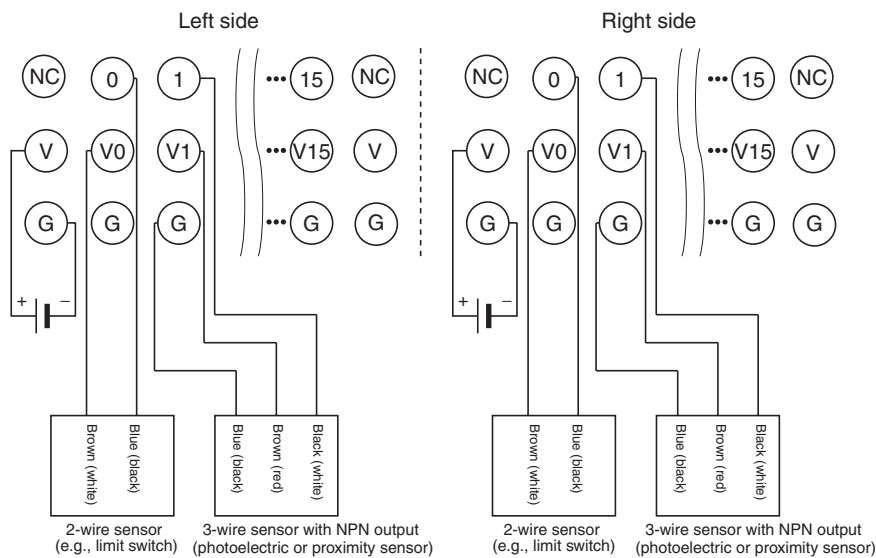 Left side Right side
NC 0 1 ••• 15 NC NC 0 1 ••• 15 NC
V V0 V1 ••• V15 V V V0 V1 ••• V15 V
G G G ••• G G G G G ••• G G
+ − + −
Brown (white) Blue (black) Blue (black) Brown (red) Black (white) Brown (white) Blue (black) Blue (black) Brown (red) Black (white)
2-wire sensor 3-wire sensor with NPN output 2-wire sensor 3-wire sensor with NPN output
(e.g., limit switch) (photoelectric or proximity sensor) (e.g., limit switch) (photoelectric or proximity sensor)